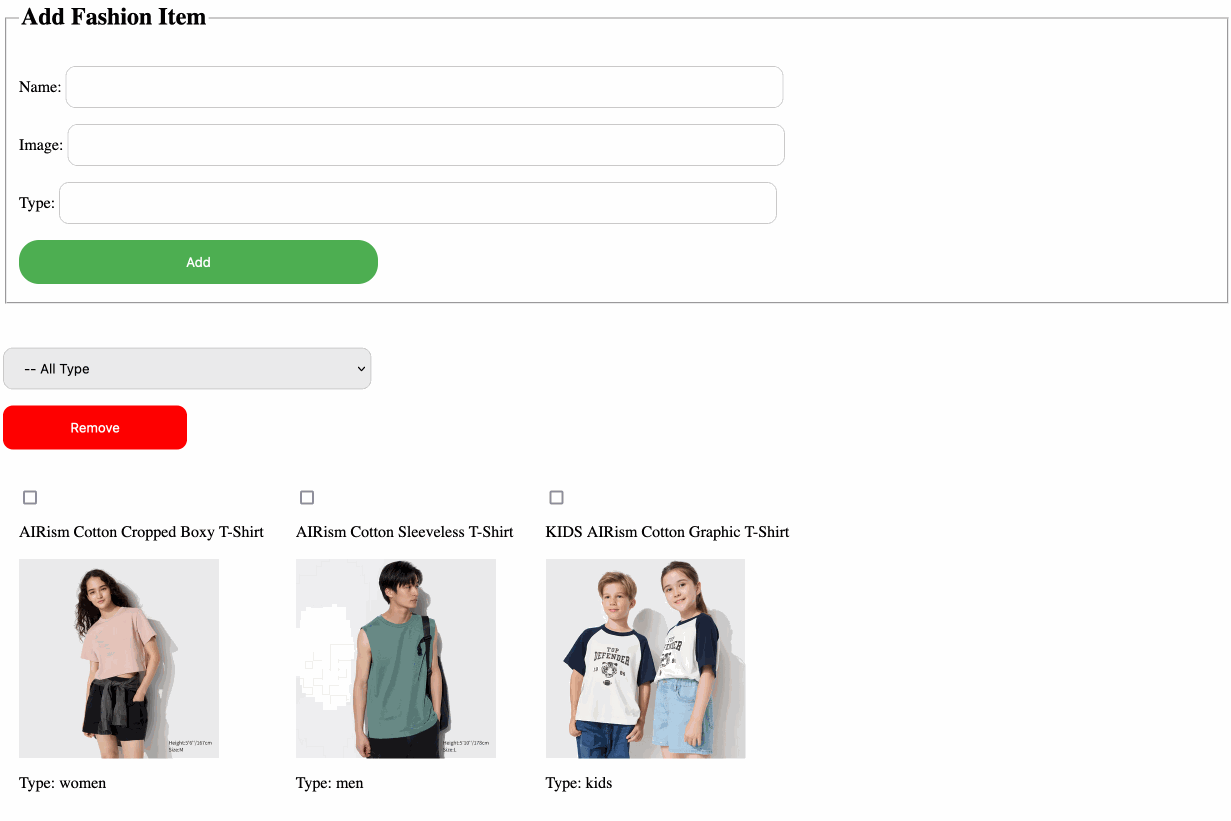 Add Fashion Item
Name:
Image:
Type:
Add
-- All Type
Remove
AIRism Cotton Cropped Boxy T-Shirt
AIRism Cotton Sleeveless T-Shirt
KIDS AIRism Cotton Graphic T-Shirt
TOP
DEFENDER
TOP
Height:5'6"/167cm
Size:M
Height:5'10"/178cm
Size:L
Type: women
Type: men
Type: kids